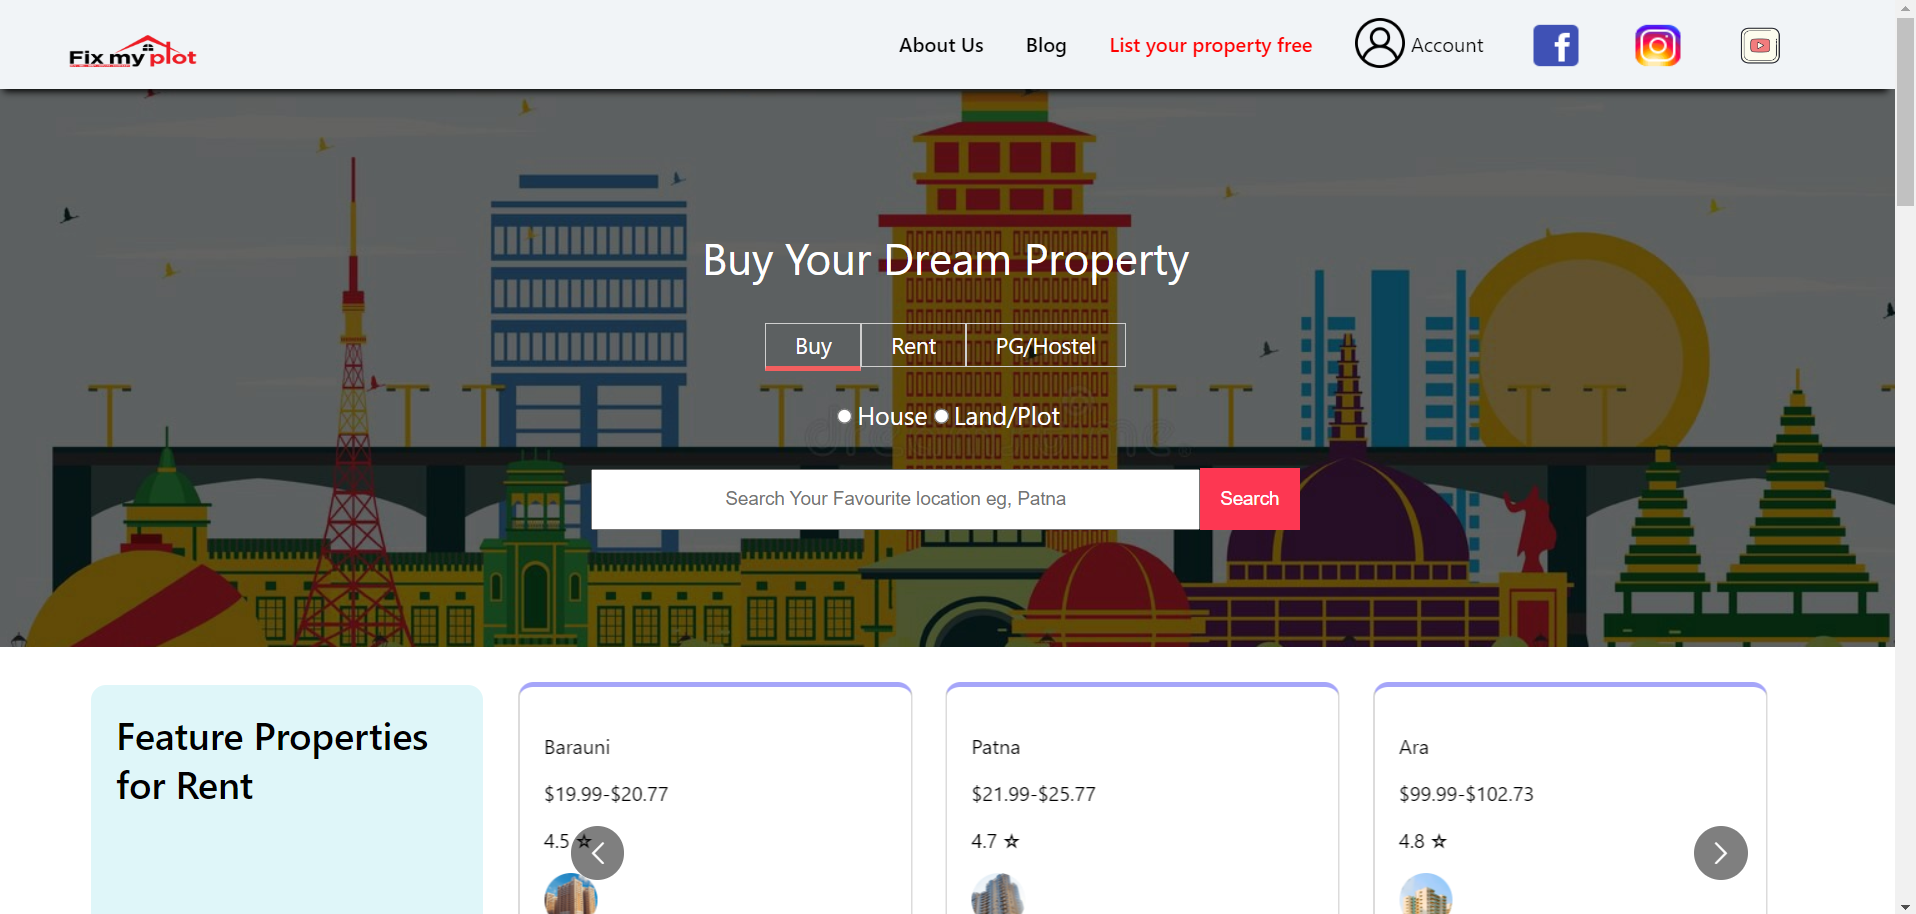 Fix my plot
About Us
Blog
List your property free
Account
Buy Your Dream Property
Buy
Rent
PG/Hostel
House
Land/Plot
Search Your Favourite location eg, Patna
Search
Feature Properties
for Rent
Barauni
$19.99-$20.77
4.5 ☆
Patna
$21.99-$25.77
4.7 ☆
Ara
$99.99-$102.73
4.8 ☆